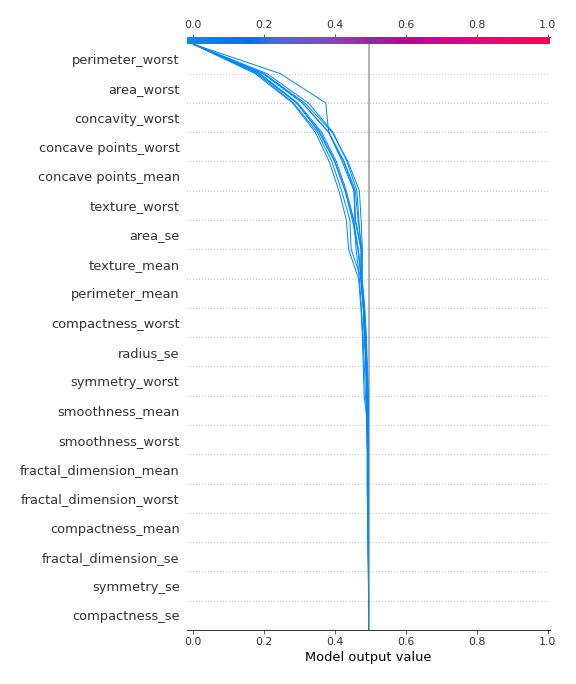 0.0 0.2 0.4 0.6 0.8 1.0
perimeter_worst
area_worst
concavity_worst
concave points_worst
concave points_mean
texture_worst
area_se
texture_mean
perimeter_mean
compactness_worst
radius_se
symmetry_worst
smoothness_mean
smoothness_worst
fractal_dimension_mean
fractal_dimension_worst
compactness_mean
fractal_dimension_se
symmetry_se
compactness_se
0.0 0.2 0.4 0.6 0.8 1.0
Model output value